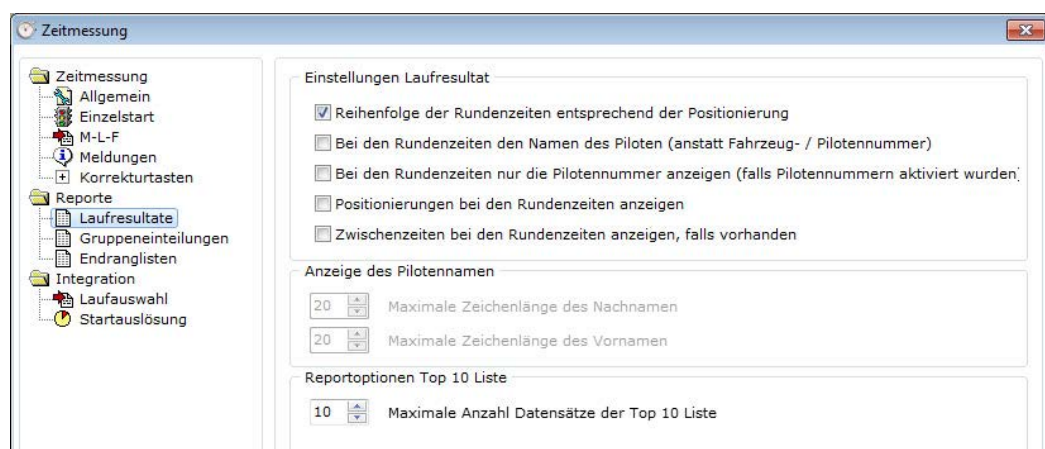 Zeitmessung
Zeitmessung
Allgemein
Einzelstart
M-L-F
Meldungen
Korrekturtasten
Reporte
Laufresultate
Gruppeneinteilungen
Endranglisten
Integration
Laufauswahl
Startauslösung
Einstellungen Laufresultat
Reihenfolge der Rundenzeiten entsprechend der Positionierung
Bei den Rundenzeiten den Namen des Piloten (anstatt Fahrzeug- / Pilotennummer)
Bei den Rundenzeiten nur die Pilotennummer anzeigen (falls Pilotennummern aktiviert wurden)
Positionierungen bei den Rundenzeiten anzeigen
Zwischenzeiten bei den Rundenzeiten anzeigen, falls vorhanden
Anzeige des Pilotennamen
20 Maximale Zeichenlänge des Nachnamen
20 Maximale Zeichenlänge des Vornamen
Reportoptionen Top 10 Liste
10 Maximale Anzahl Datensätze der Top 10 Liste